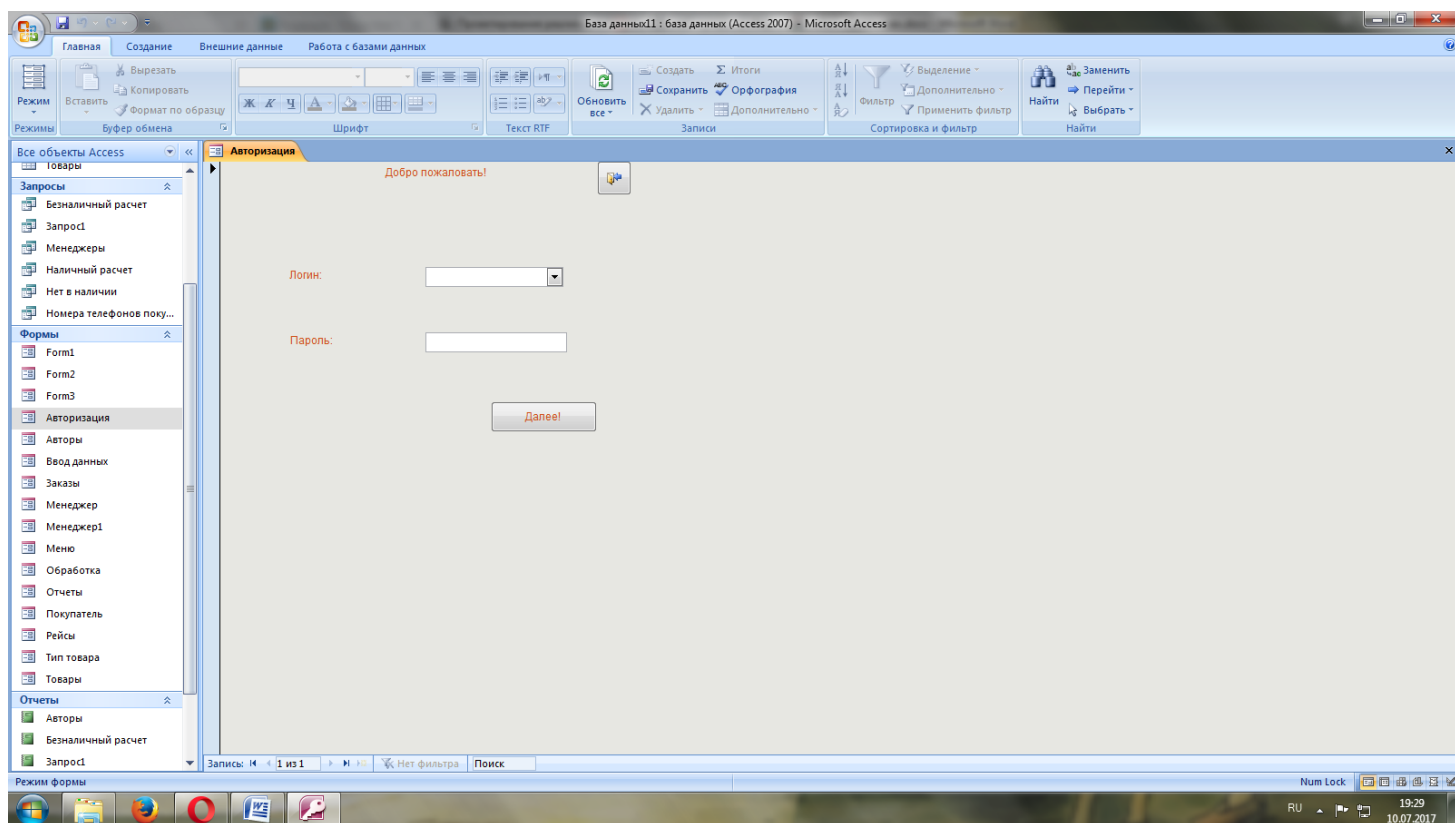 База данных11 : база данных (Access 2007) - Microsoft Access
Главная Создание Внешние данные Работа с базами данных
Режим
Режимы
Вставить
Вырезать
Копировать
Формат по образцу
Буфер обмена
Ж К Ч
Шрифт
Текст RTF
Обновить все
Создать
Сохранить
Удалить
Итоги
Орфография
Дополнительно
Записи
Фильтр
Выделение
Дополнительно
Применить фильтр
Сортировка и фильтр
Найти
Заменить
Перейти
Выбрать
Найти
Все объекты Access
Товары
Запросы
Безналичный расчет
Запрос1
Менеджеры
Наличный расчет
Нет в наличии
Номера телефонов поку...
Формы
Form1
Form2
Form3
Авторизация
Авторы
Ввод данных
Заказы
Менеджер
Менеджер1
Меню
Обработка
Отчеты
Покупатель
Рейсы
Тип товара
Товары
Отчеты
Авторы
Безналичный расчет
Запрос1
Авторизация
Добро пожаловать!
Логин:
Пароль:
Далее!
Запись: 1 из 1 Нет фильтра Поиск
Режим формы
Num Lock
RU
19:29
10.07.2017